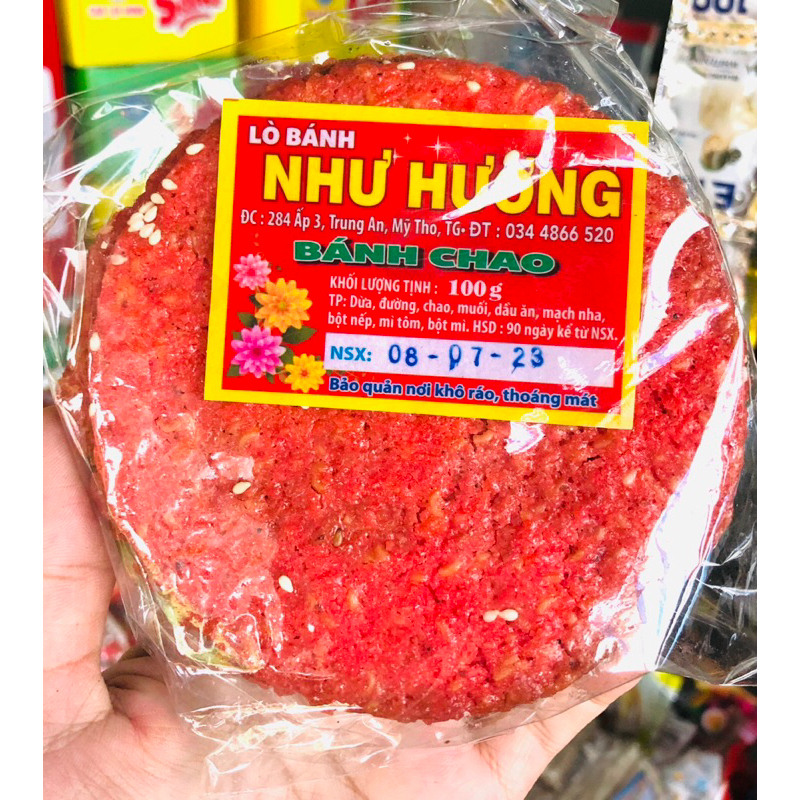 LÒ BÁNH
NHƯ HƯƠNG
ĐC : 284 Ấp 3, Trung An, Mỹ Tho, TG- ĐT : 034 4866 520
BÁNH CHAO
KHỐI LƯỢNG TỊNH : 100 g
TP: Dừa, đường, chao, muối, dầu ăn, mạch nha,
bột nếp, mì tôm, bột mì. HSD : 90 ngày kể từ NSX.
NSX: 08-07-23
Bảo quản nơi khô ráo, thoáng mát